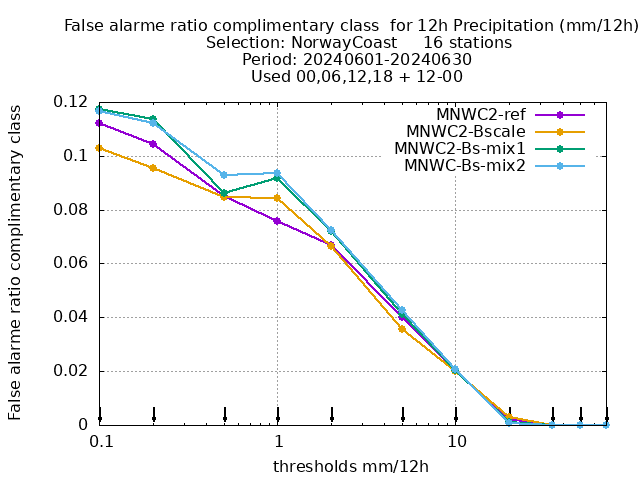 False alarme ratio complimentary class  for 12h Precipitation (mm/12h)
Selection: NorwayCoast     16 stations
Period: 20240601-20240630
Used 00,06,12,18 + 12-00
False alarme ratio complimentary class
0.12
0.1
0.08
0.06
0.04
0.02
0
MNWC2-ref
MNWC2-Bscale
MNWC2-Bs-mix1
MNWC-Bs-mix2
0.1 1 10
thresholds mm/12h